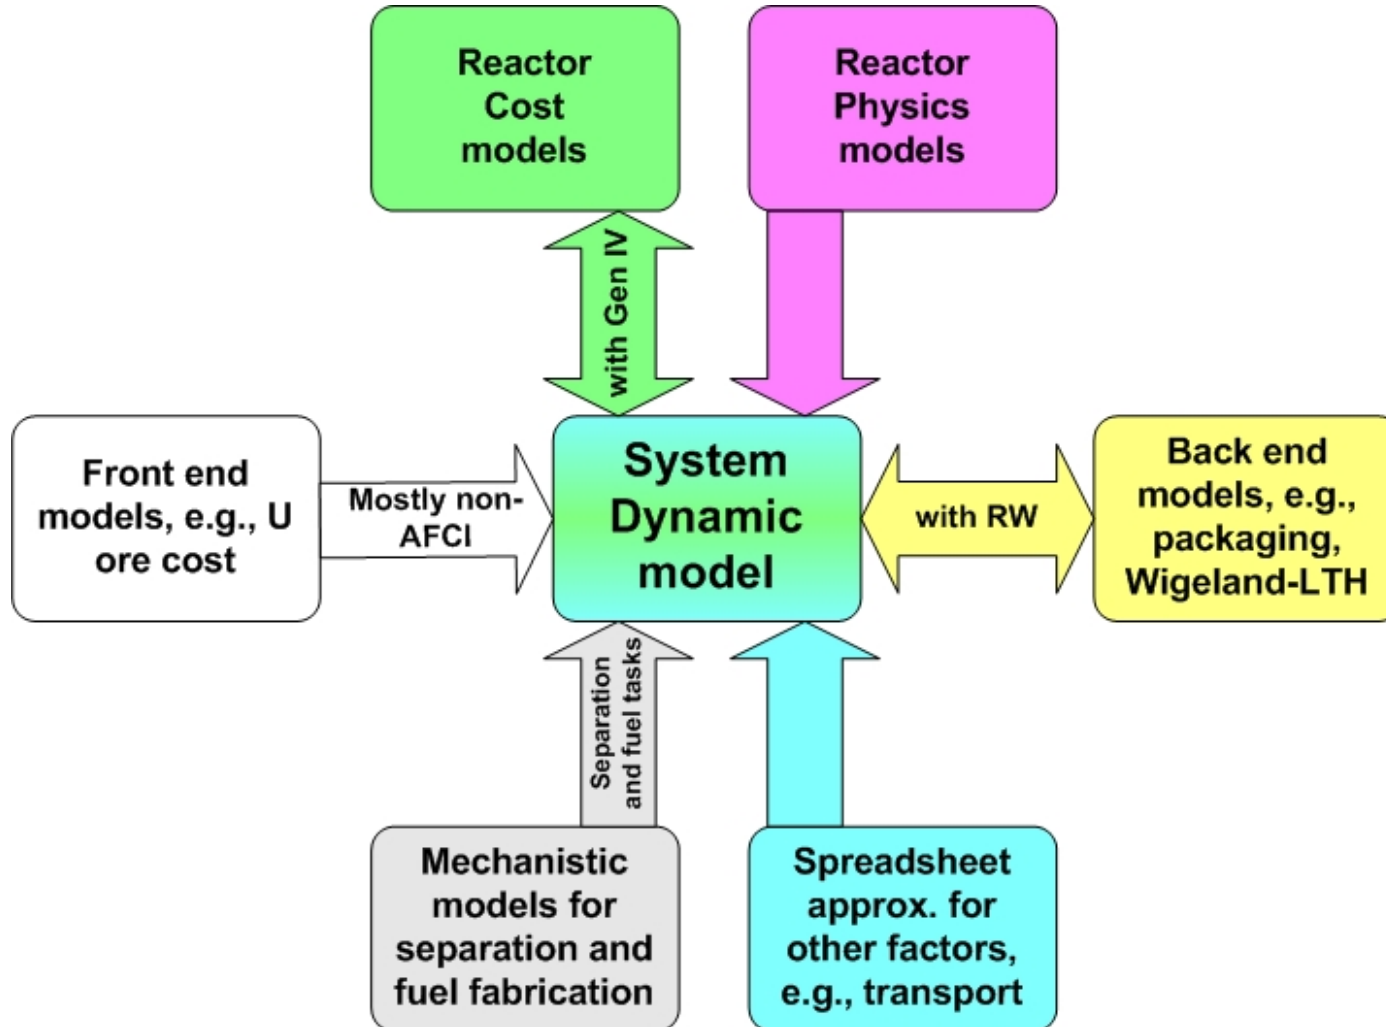 Reactor
Cost
models
Reactor
Physics
models
with Gen IV
Front end
models, e.g., U
ore cost
Mostly non-
AFCI
System
Dynamic
model
with RW
Back end
models, e.g.,
packaging,
Wigeland-LTH
Separation
and fuel tasks
Mechanistic
models for
separation and
fuel fabrication
Spreadsheet
approx. for
other factors,
e.g., transport